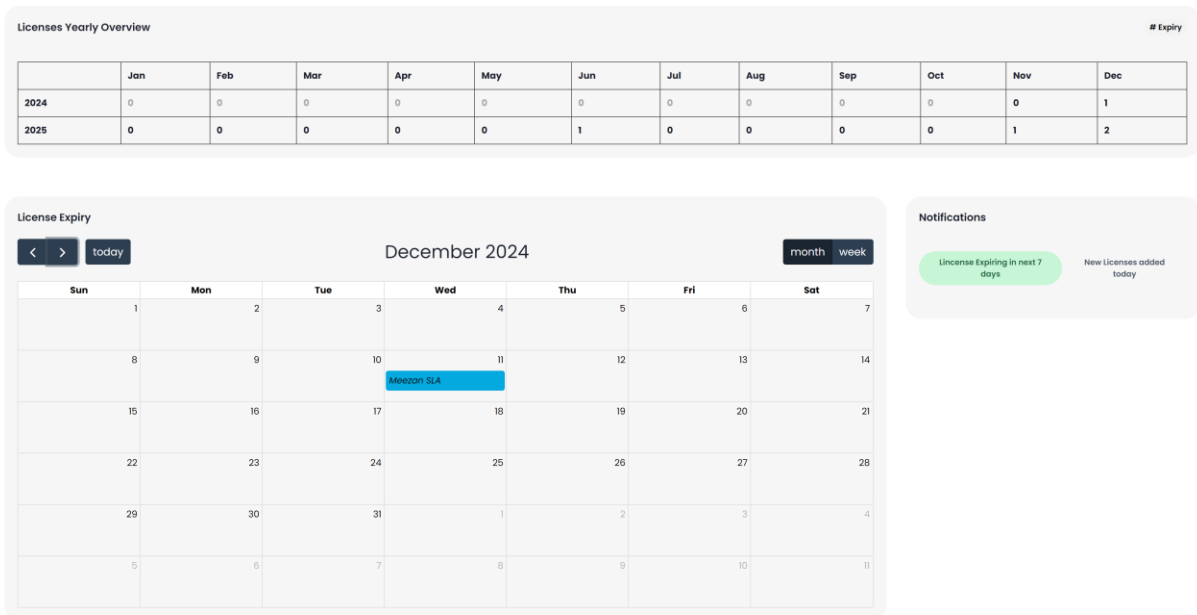 Licenses Yearly Overview
# Expiry
Jan Feb Mar Apr May Jun Jul Aug Sep Oct Nov Dec
2024 0 0 0 0 0 0 0 0 0 0 0 1
2025 0 0 0 0 0 1 0 0 0 0 1 2
License Expiry
today
December 2024
month week
Sun Mon Tue Wed Thu Fri Sat
1 2 3 4 5 6 7
8 9 10 11 12 13 14
Meezan SLA
15 16 17 18 19 20 21
22 23 24 25 26 27 28
29 30 31 1 2 3 4
5 6 7 8 9 10 11
Notifications
Lincense Expiring in next 7
days
New Licenses added
today